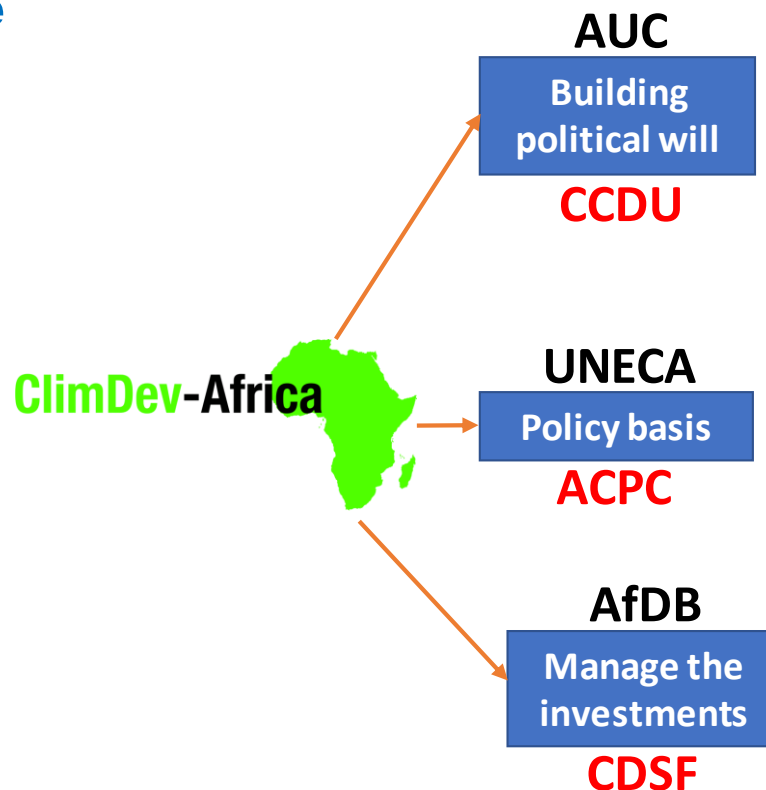 e
AUC
Building
political will
CCDU
ClimDev-Africa
UNECA
Policy basis
ACPC
AfDB
Manage the
investments
CDSF